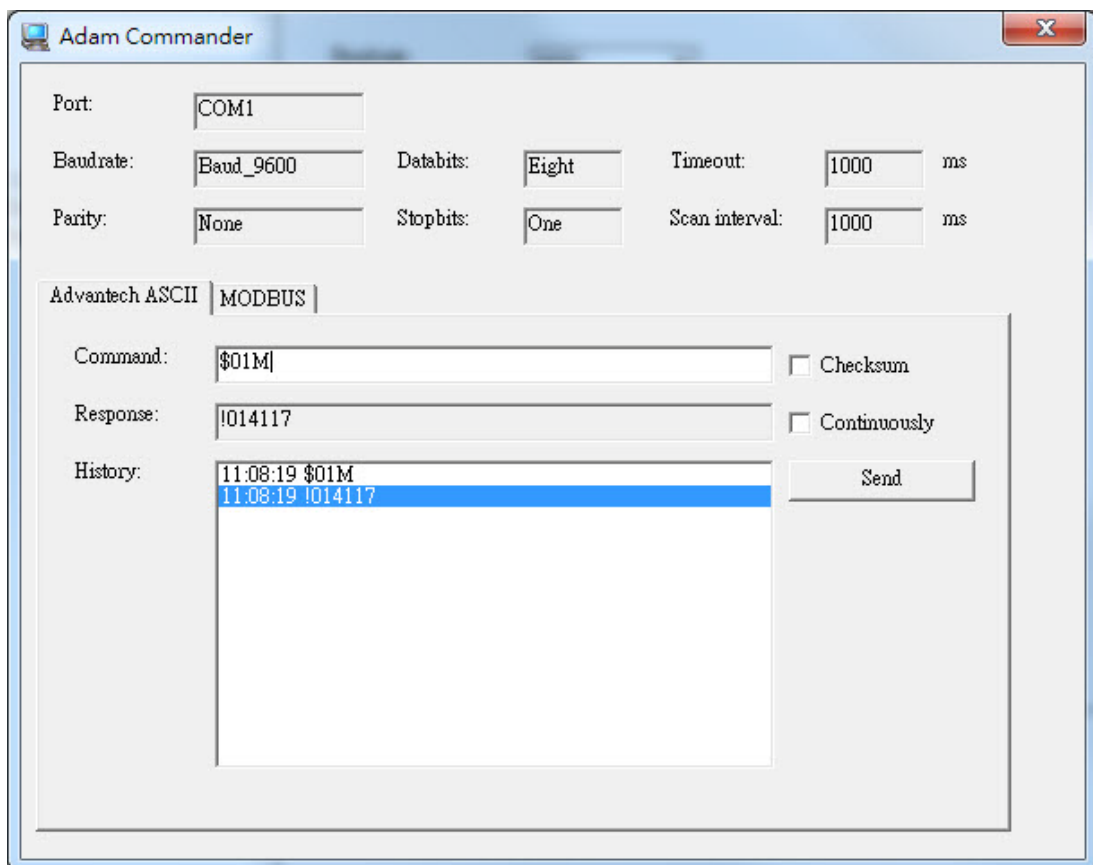 Adam Commander
Port: COM1
Baudrate: Baud_9600 Databits: Eight Timeout: 1000 ms
Parity: None Stopbits: One Scan interval: 1000 ms
Advantech ASCII MODBUS
Command: $01M Checksum
Response: !014117 Continuously
History: 11:08:19 $01M Send
11:08:19 !014117